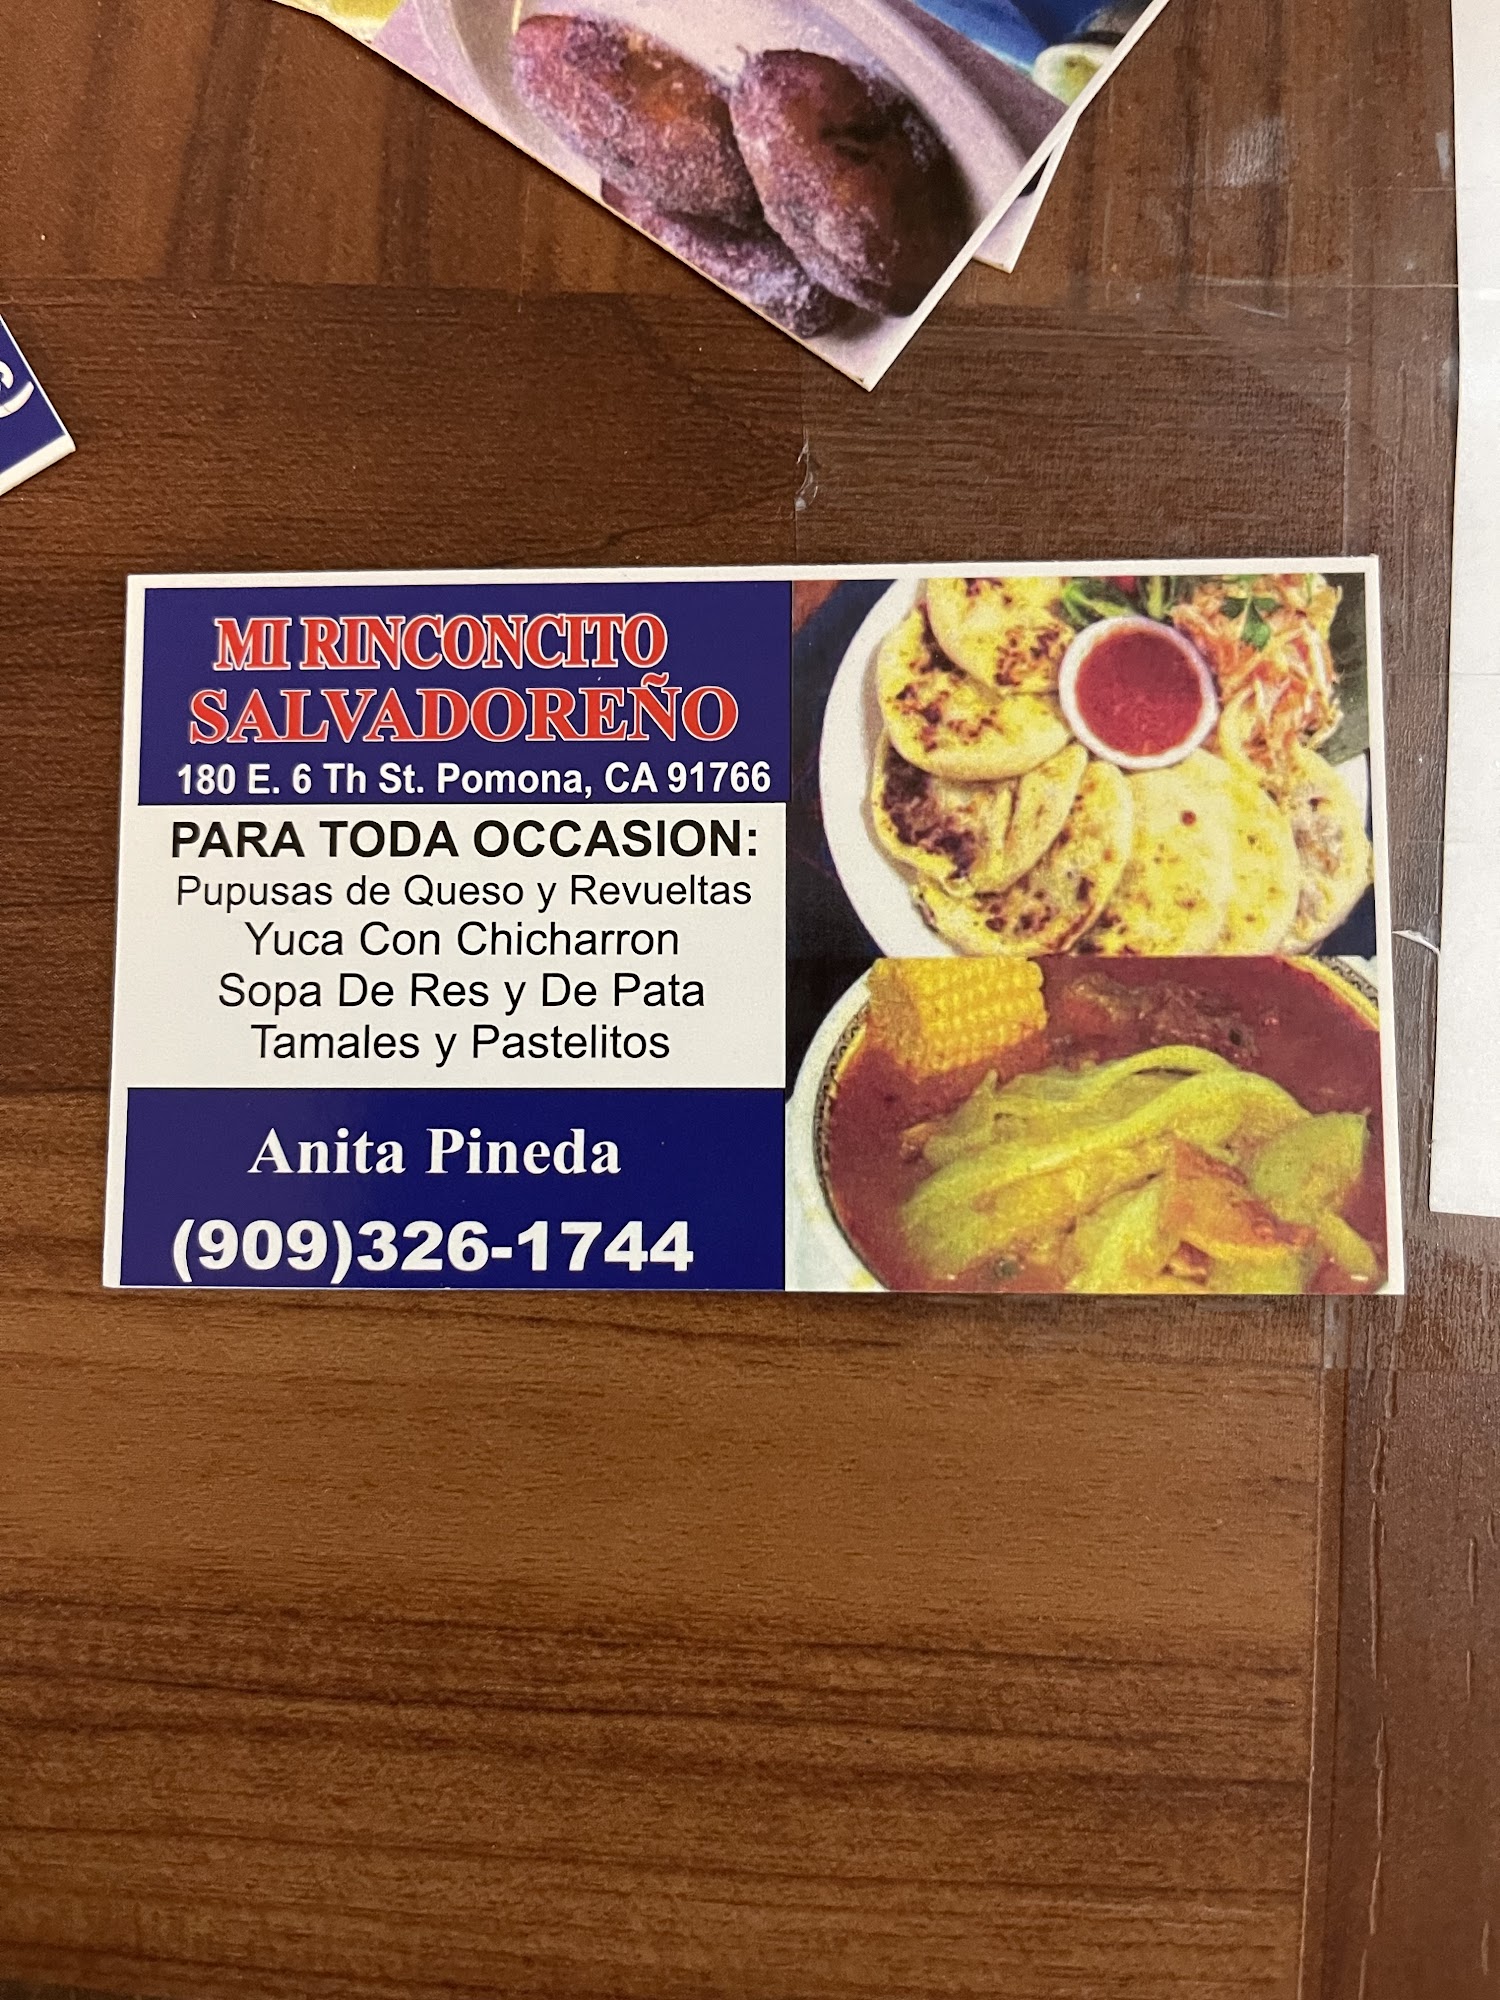 MI RINCONCITO
SALVADOREÑO
180 E. 6 Th St. Pomona, CA 91766
PARA TODA OCCASION:
Pupusas de Queso y Revueltas
Yuca Con Chicharron
Sopa De Res y De Pata
Tamales y Pastelitos
Anita Pineda
(909)326-1744